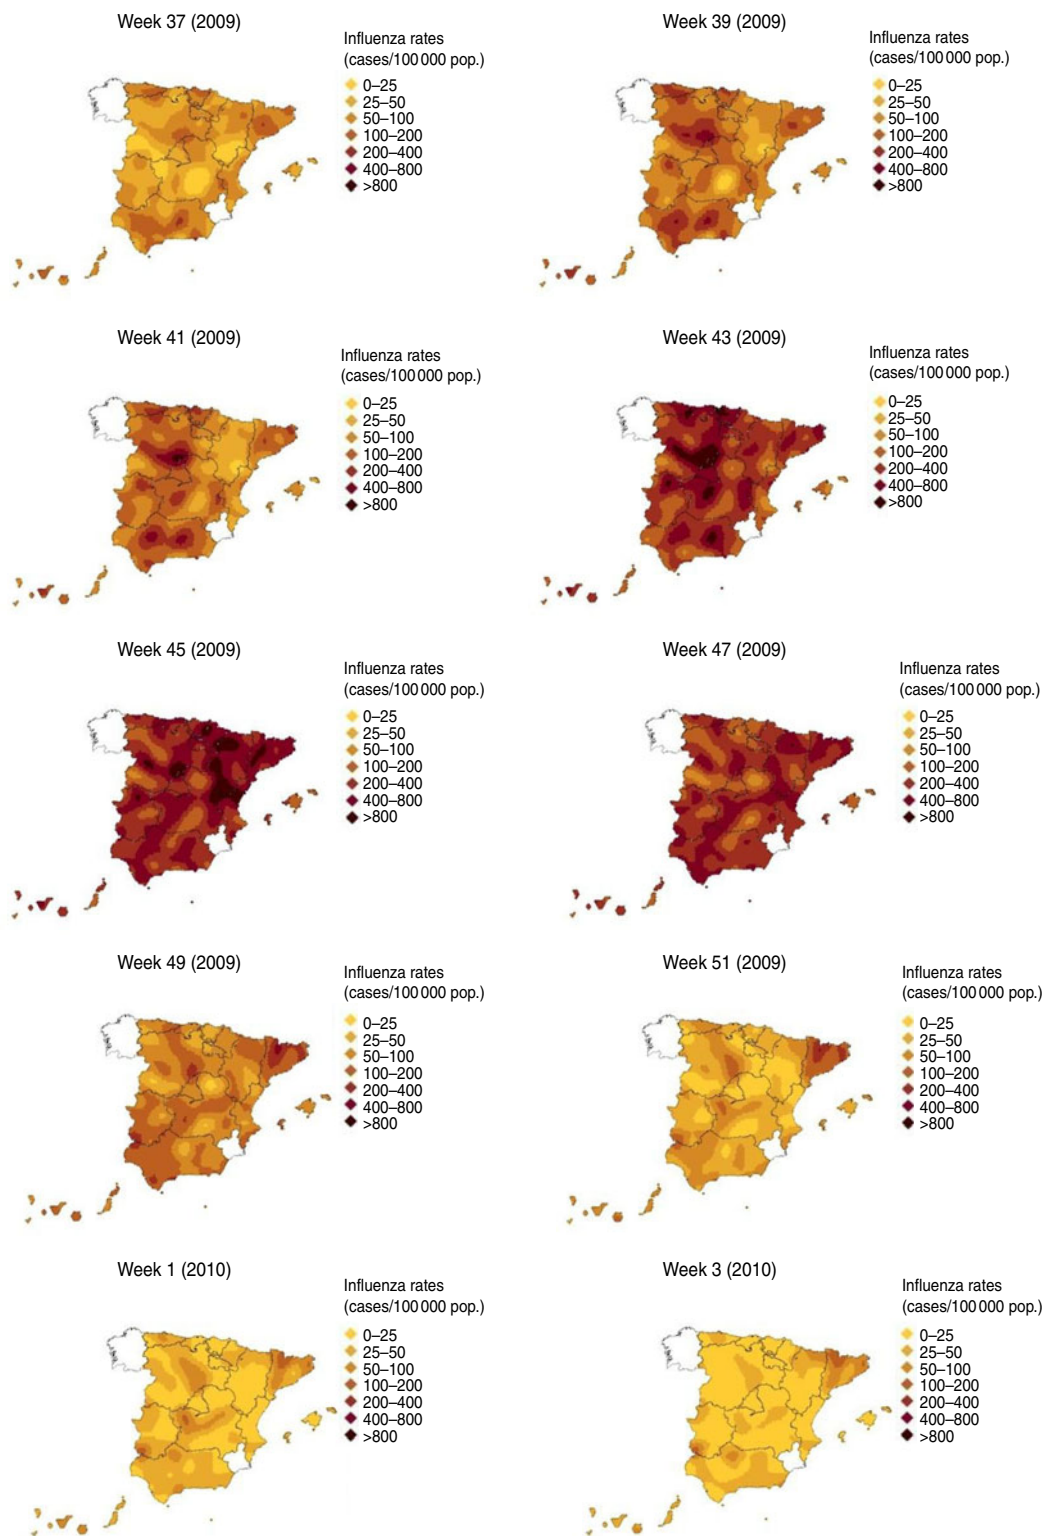 Week 37 (2009)
Influenza rates
(cases/100 000 pop.)
0–25
25–50
50–100
100–200
200–400
400–800
>800
Week 39 (2009)
Influenza rates
(cases/100 000 pop.)
0–25
25–50
50–100
100–200
200–400
400–800
>800
Week 41 (2009)
Influenza rates
(cases/100 000 pop.)
0–25
25–50
50–100
100–200
200–400
400–800
>800
Week 43 (2009)
Influenza rates
(cases/100 000 pop.)
0–25
25–50
50–100
100–200
200–400
400–800
>800
Week 45 (2009)
Influenza rates
(cases/100 000 pop.)
0–25
25–50
50–100
100–200
200–400
400–800
>800
Week 47 (2009)
Influenza rates
(cases/100 000 pop.)
0–25
25–50
50–100
100–200
200–400
400–800
>800
Week 49 (2009)
Influenza rates
(cases/100 000 pop.)
0–25
25–50
50–100
100–200
200–400
400–800
>800
Week 51 (2009)
Influenza rates
(cases/100 000 pop.)
0–25
25–50
50–100
100–200
200–400
400–800
>800
Week 1 (2010)
Influenza rates
(cases/100 000 pop.)
0–25
25–50
50–100
100–200
200–400
400–800
>800
Week 3 (2010)
Influenza rates
(cases/100 000 pop.)
0–25
25–50
50–100
100–200
200–400
400–800
>800